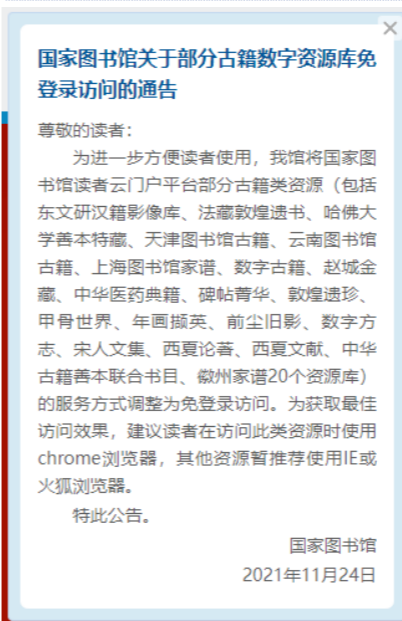 国家图书馆关于部分古籍数字资源库免
登录访问的通告
尊敬的读者：
为进一步方便读者使用，我馆将国家图
书馆读者云门户平台部分古籍类资源（包括
东文研汉籍影像库、法藏敦煌遗书、哈佛大
学善本特藏、天津图书馆古籍、云南图书馆
古籍、上海图书馆家谱、数字古籍、赵城金
藏、中华医药典籍、碑帖菁华、敦煌遗珍、
甲骨世界、年画撷英、前尘旧影、数字方
志、宋人文集、西夏论著、西夏文献、中华
古籍善本联合书目、徽州家谱20个资源库）
的服务方式调整为免登录访问。为获取最佳
访问效果，建议读者在访问此类资源时使用
chrome浏览器，其他资源暂推荐使用IE或
火狐浏览器。
特此公告。
国家图书馆
2021年11月24日